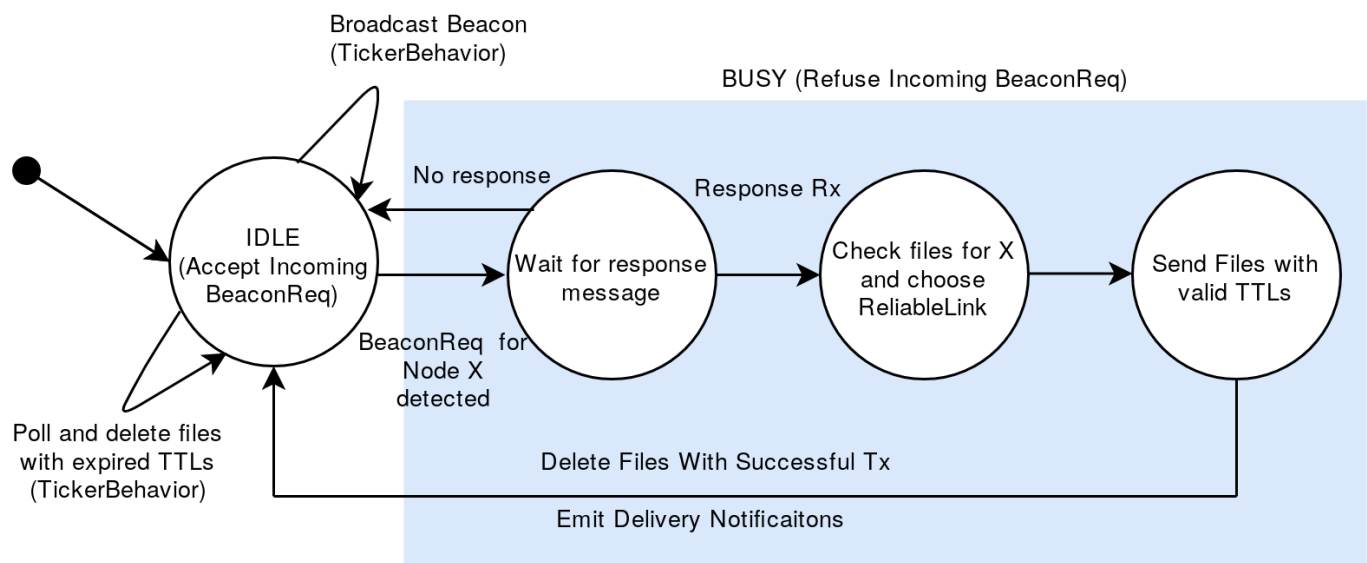 Broadcast Beacon
(TickerBehavior)
BUSY (Refuse Incoming BeaconReq)
No response
Response Rx
IDLE
(Accept Incoming
BeaconReq)
Wait for response
message
Check files for X
and choose
ReliableLink
Send Files with
valid TTLs
BeaconReq for
Node X
detected
Poll and delete files
with expired TTLs
(TickerBehavior)
Delete Files With Successful Tx
Emit Delivery Notificaitons